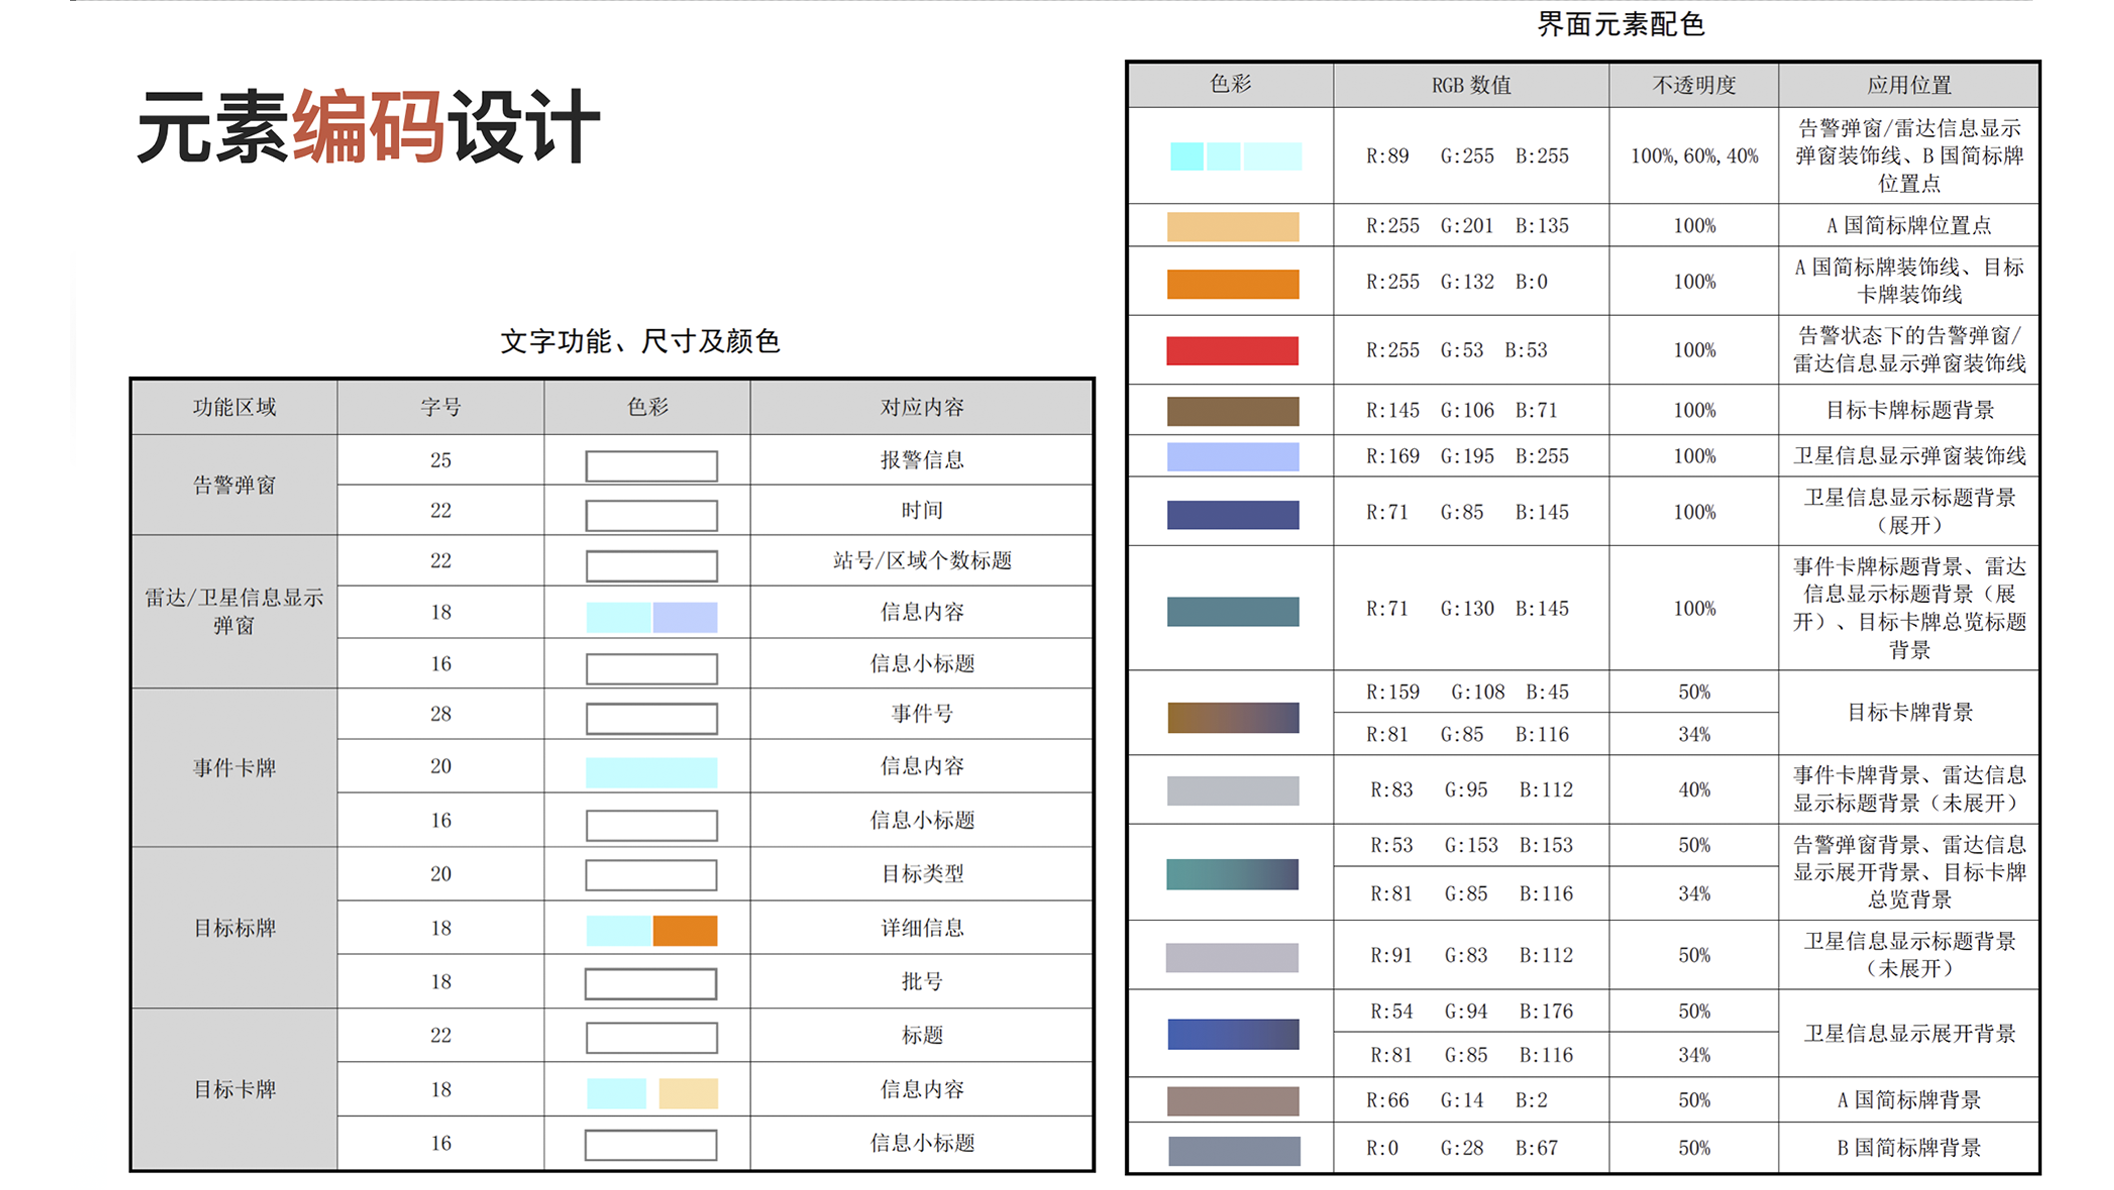 元素编码设计
文字功能、尺寸及颜色
功能区域 字号 色彩 对应内容
告警弹窗
25 报警信息
22 时间
雷达/卫星信息显示
弹窗
22 站号/区域个数标题
18 信息内容
16 信息小标题
事件卡牌
28 事件号
20 信息内容
16 信息小标题
目标标牌
20 目标类型
18 详细信息
18 批号
目标卡牌
22 标题
18 信息内容
16 信息小标题
界面元素配色
色彩 RGB 数值 不透明度 应用位置
R:89 G:255 B:255 100%,60%,40%
告警弹窗/雷达信息显示
弹窗装饰线、B 国简标牌
位置点
R:255 G:201 B:135 100% A 国简标牌位置点
R:255 G:132 B:0 100%
A 国简标牌装饰线、目标
卡牌装饰线
R:255 G:53 B:53 100%
告警状态下的告警弹窗/
雷达信息显示弹窗装饰线
R:145 G:106 B:71 100% 目标卡牌标题背景
R:169 G:195 B:255 100% 卫星信息显示弹窗装饰线
R:71 G:85 B:145 100%
卫星信息显示标题背景
（展开）
R:71 G:130 B:145 100%
事件卡牌标题背景、雷达
信息显示标题背景（展
开）、目标卡牌总览标题
背景
R:159 G:108 B:45 50%
R:81 G:85 B:116 34%
目标卡牌背景
R:83 G:95 B:112 40%
事件卡牌背景、雷达信息
显示标题背景（未展开）
R:53 G:153 B:153 50%
R:81 G:85 B:116 34%
告警弹窗背景、雷达信息
显示展开背景、目标卡牌
总览背景
R:91 G:83 B:112 50%
卫星信息显示标题背景
（未展开）
R:54 G:94 B:176 50%
R:81 G:85 B:116 34%
卫星信息显示展开背景
R:66 G:14 B:2 50% A 国简标牌背景
R:0 G:28 B:67 50% B 国简标牌背景